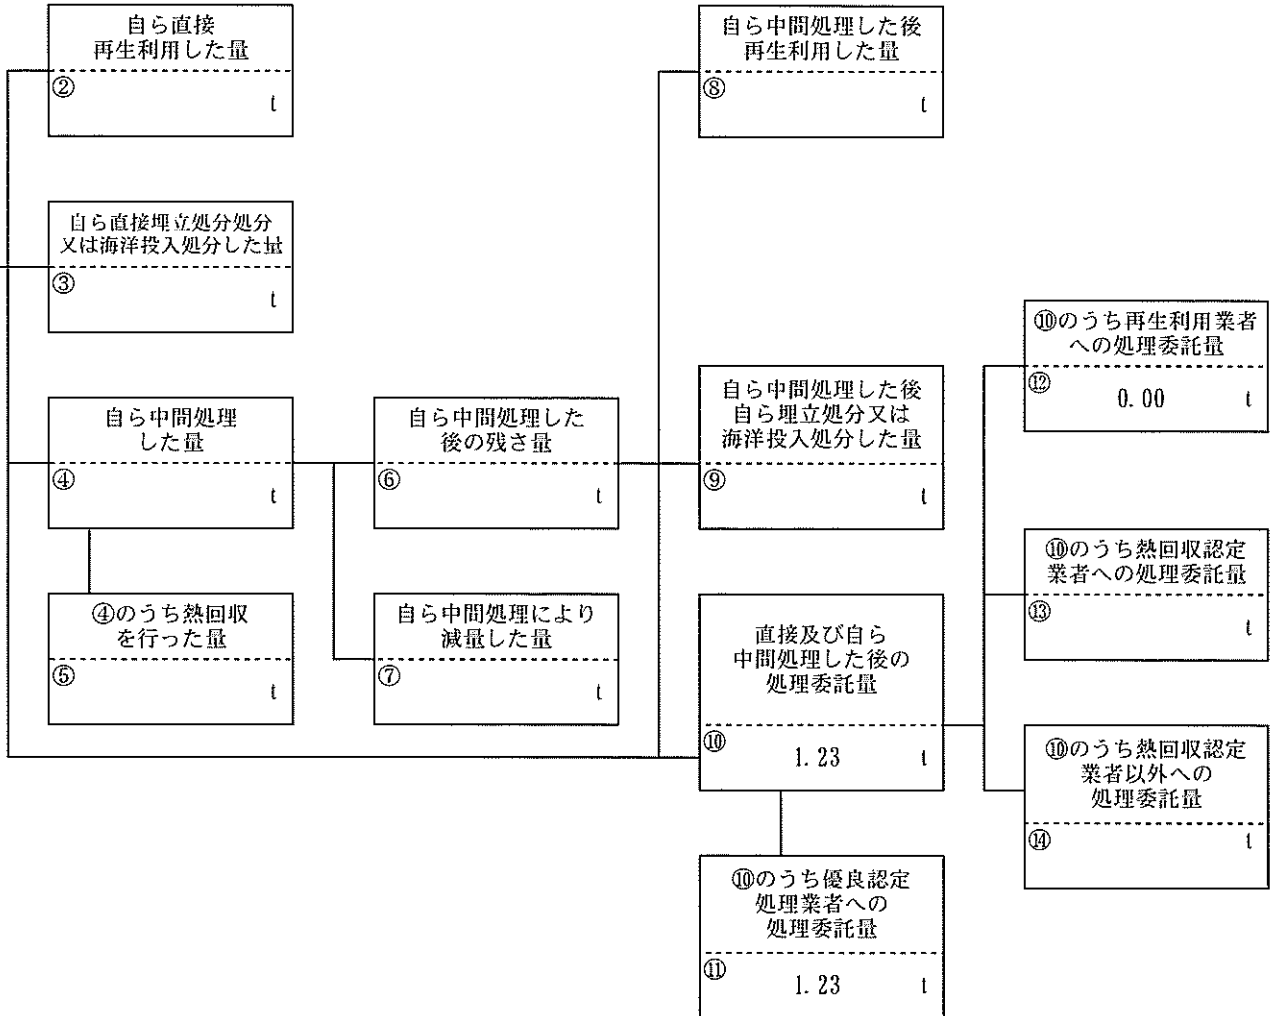 自ら直接
再生利用した量
②
t
自ら直接埋立処分処分
又は海洋投入処分した量
③
t
自ら中間処理
した量
④
t
④のうち熱回収
を行った量
⑤
t
自ら中間処理した
後の残さ量
⑥
t
自ら中間処理により
減量した量
⑦
t
自ら中間処理した後
再生利用した量
⑧
t
自ら中間処理した後
自ら埋立処分又は
海洋投入処分した量
⑨
t
直接及び自ら
中間処理した後の
処理委託量
⑩
1.23 t
⑩のうち優良認定
処理業者への
処理委託量
⑪
1.23 t
⑩のうち再生利用業者
への処理委託量
⑫
0.00 t
⑩のうち熱回収認定
業者への処理委託量
⑬
t
⑩のうち熱回収認定
業者以外への
処理委託量
⑭
t